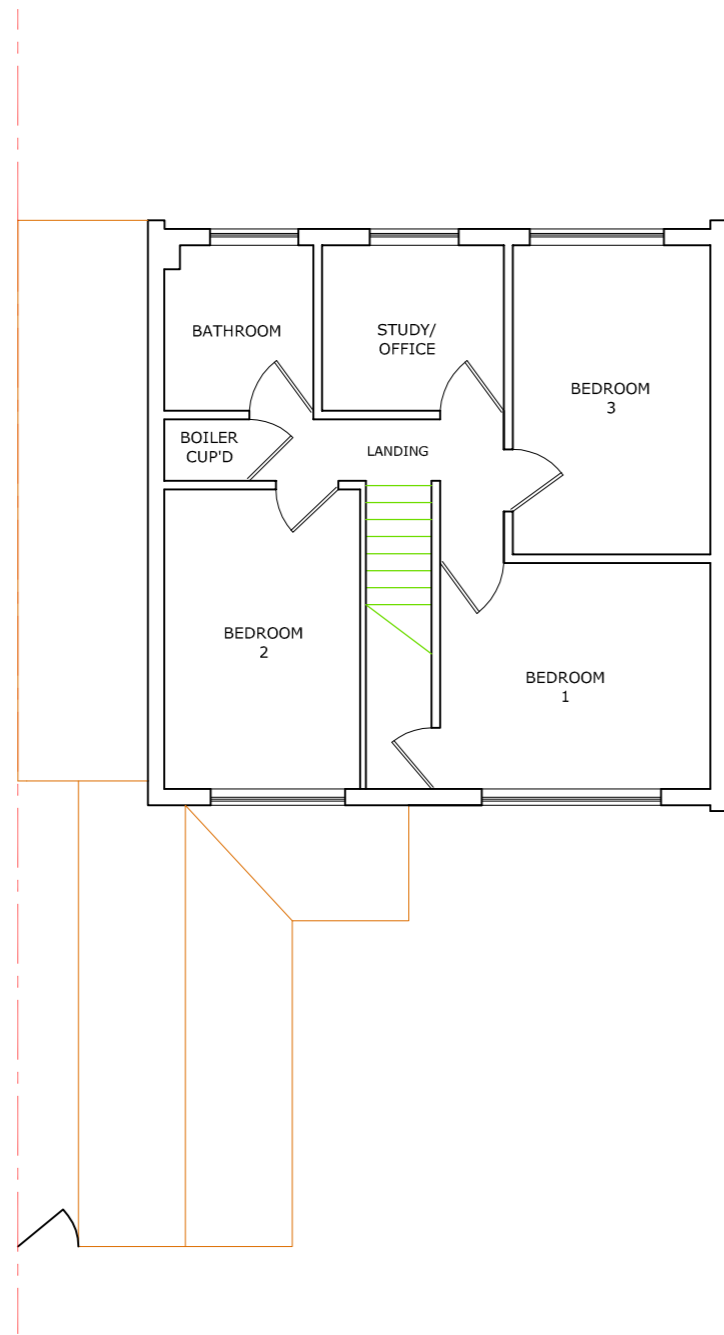 BATHROOM
STUDY/
OFFICE
BEDROOM
3
BOILER
CUP'D
LANDING
BEDROOM
2
BEDROOM
1